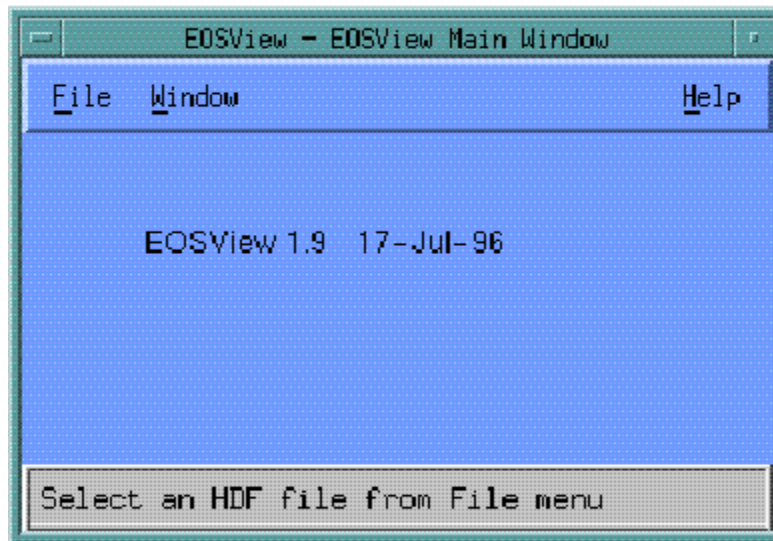 EOSView - EOSView Main Window
File Window Help
EOSView 1.9 17-Jul-96
Select an HDF file from File menu